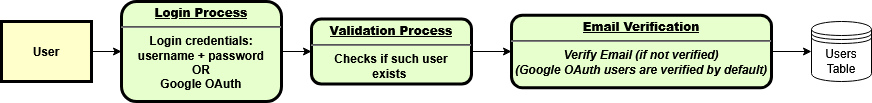 User
Login Process
Login credentials:
username + password
OR
Google OAuth
Validation Process
Checks if such user
exists
Email Verification
Verify Email (if not verified)
(Google OAuth users are verified by default)
Users
Table